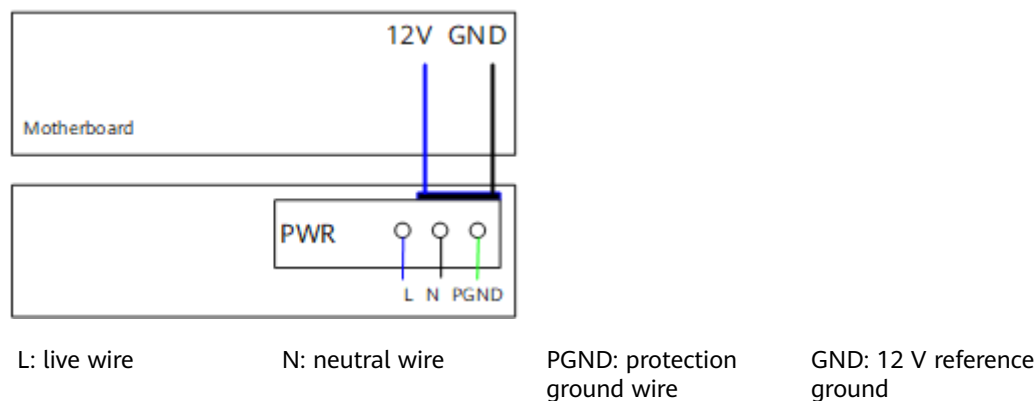 12V GND
Motherboard
PWR
L N PGND
L: live wire
N: neutral wire
PGND: protection
ground wire
GND: 12 V reference
ground